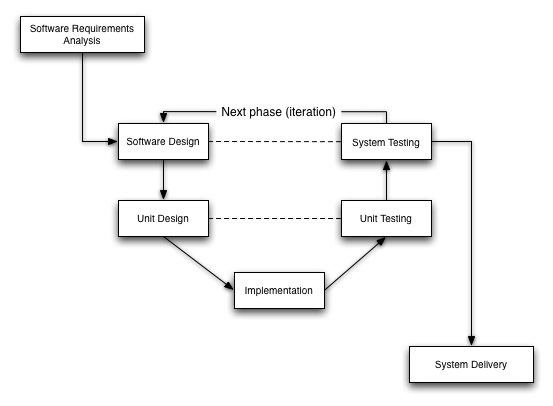 Software Requirements
Analysis
Next phase (iteration)
Software Design
System Testing
Unit Design
Unit Testing
Implementation
System Delivery